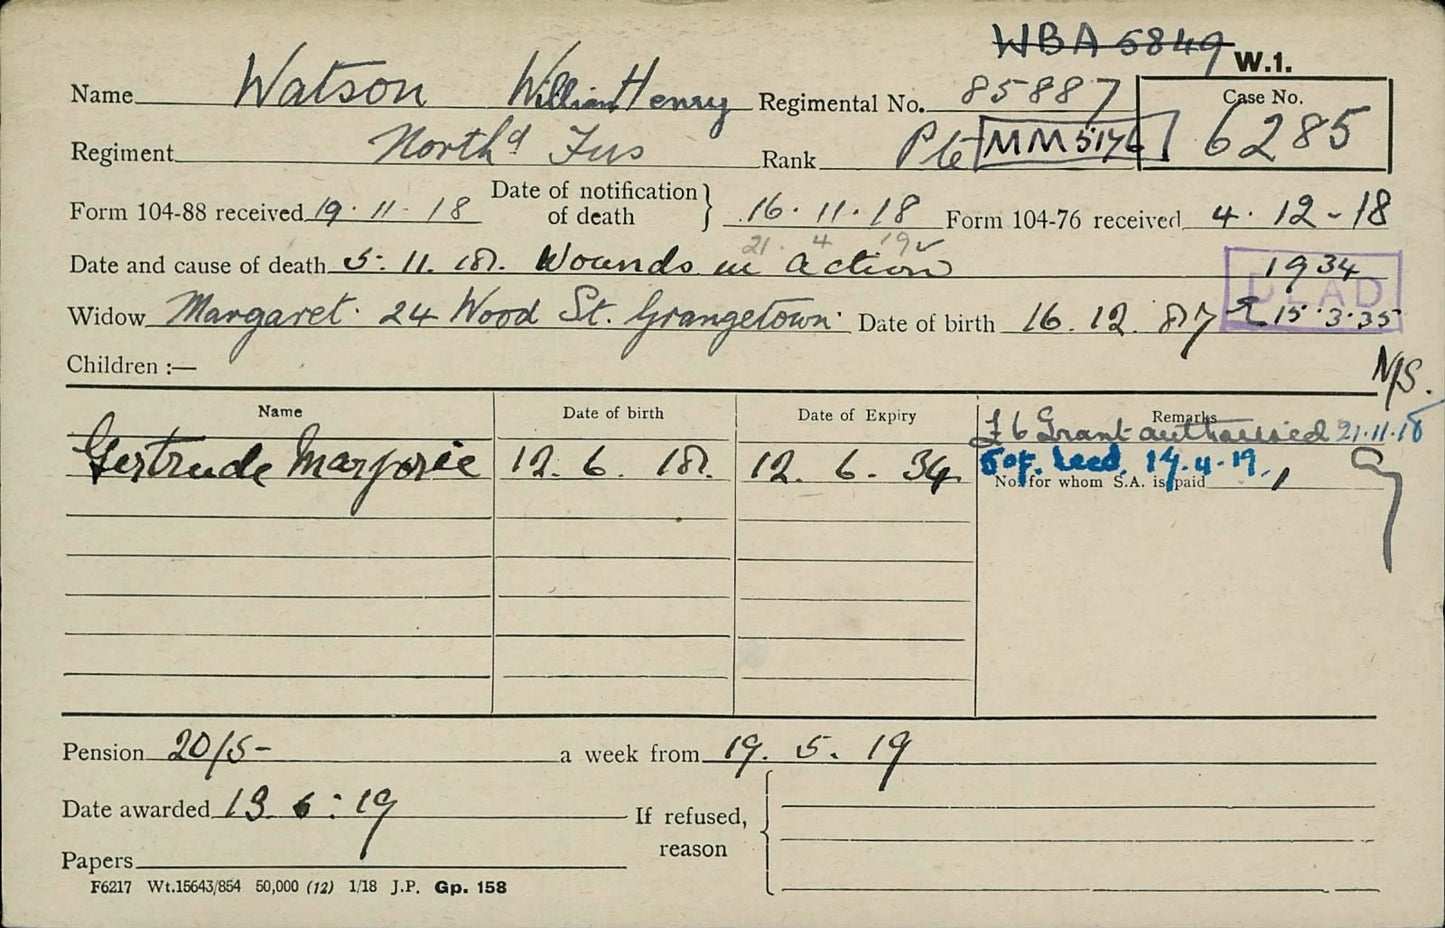 WBA 5849 W.1.
Name Watson William Henry Regimental No. 85887 Case No.
Regiment North'd Fus Rank Pte MM5176 6285
Form 104-88 received 19.11.18 Date of notification of death } 16.11.18 Form 104-76 received 4.12-18
21. 4 19
Date and cause of death 5.11.18. Wounds in action 1934
DEAD
Widow Margaret. 24 Wood St. Grangetown. Date of birth 16.12.87 15.3.35
Children :— N/S.
Name Date of birth Date of Expiry Remarks
£6 Grant authorised 21.11.18
Gertrude Marjorie 12.6.18. 12.6.34. 14.4.19.
No. for whom S.A. is paid
Pension 20/5- a week from 19.5.19
Date awarded 13.6:19 If refused,
reason
Papers
F6217 Wt.15643/854 50,000 (12) 1/18 J.P. Gp. 158